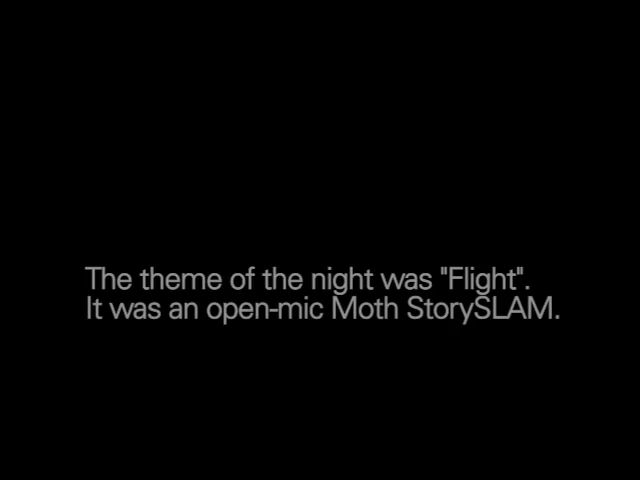 The theme of the night was "Flight".
It was an open-mic Moth StorySLAM.